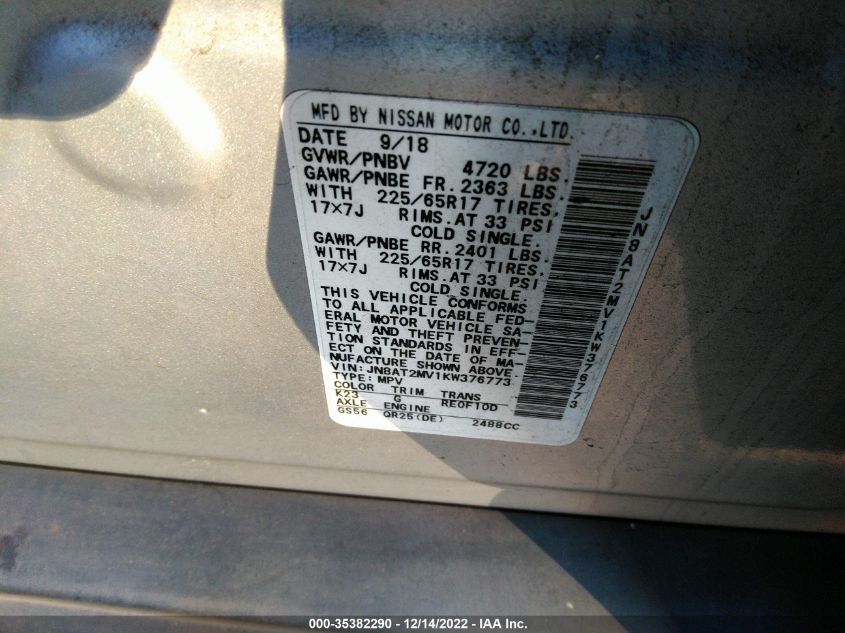 MFD BY NISSAN MOTOR CO.,LTD.
DATE 9/18
GVWR/PNBV 4720 LBS.
GAWR/PNBE FR. 2363 LBS.
WITH 225/65R17 TIRES.
17×7J RIMS.AT 33 PSI
COLD SINGLE.
GAWR/PNBE RR. 2401 LBS.
WITH 225/65R17 TIRES.
17×7J RIMS.AT 33 PSI
COLD SINGLE.
THIS VEHICLE CONFORMS
TO ALL APPLICABLE FED-
ERAL MOTOR VEHICLE SA-
FETY AND THEFT PREVEN-
TION STANDARDS IN EFF-
ECT ON THE DATE OF MA-
NUFACTURE SHOWN ABOVE.
VIN: JN8AT2MV1KW376773
TYPE: MPV
COLOR TRIM TRANS
K23 G RE0F10D
AXLE ENGINE
GS56 QR25(DE) 2488CC
JN8AT2MV1KW376773
000-35382290 - 12/14/2022 - IAA Inc.